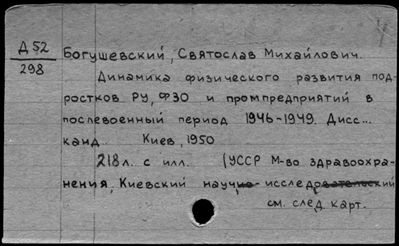 Д 52
298
Богушевский, Святослав Михайлович.
Динамика физического развития под-
ростков РУ, ФЗО и промпредприятий в
послевоенный период 1946-1949. Дисс...
канд. Киев, 1950
218л. с илл. (УССР М-во здравоохра-
нения, Киевский научно-исследовательский
см. след. карт.